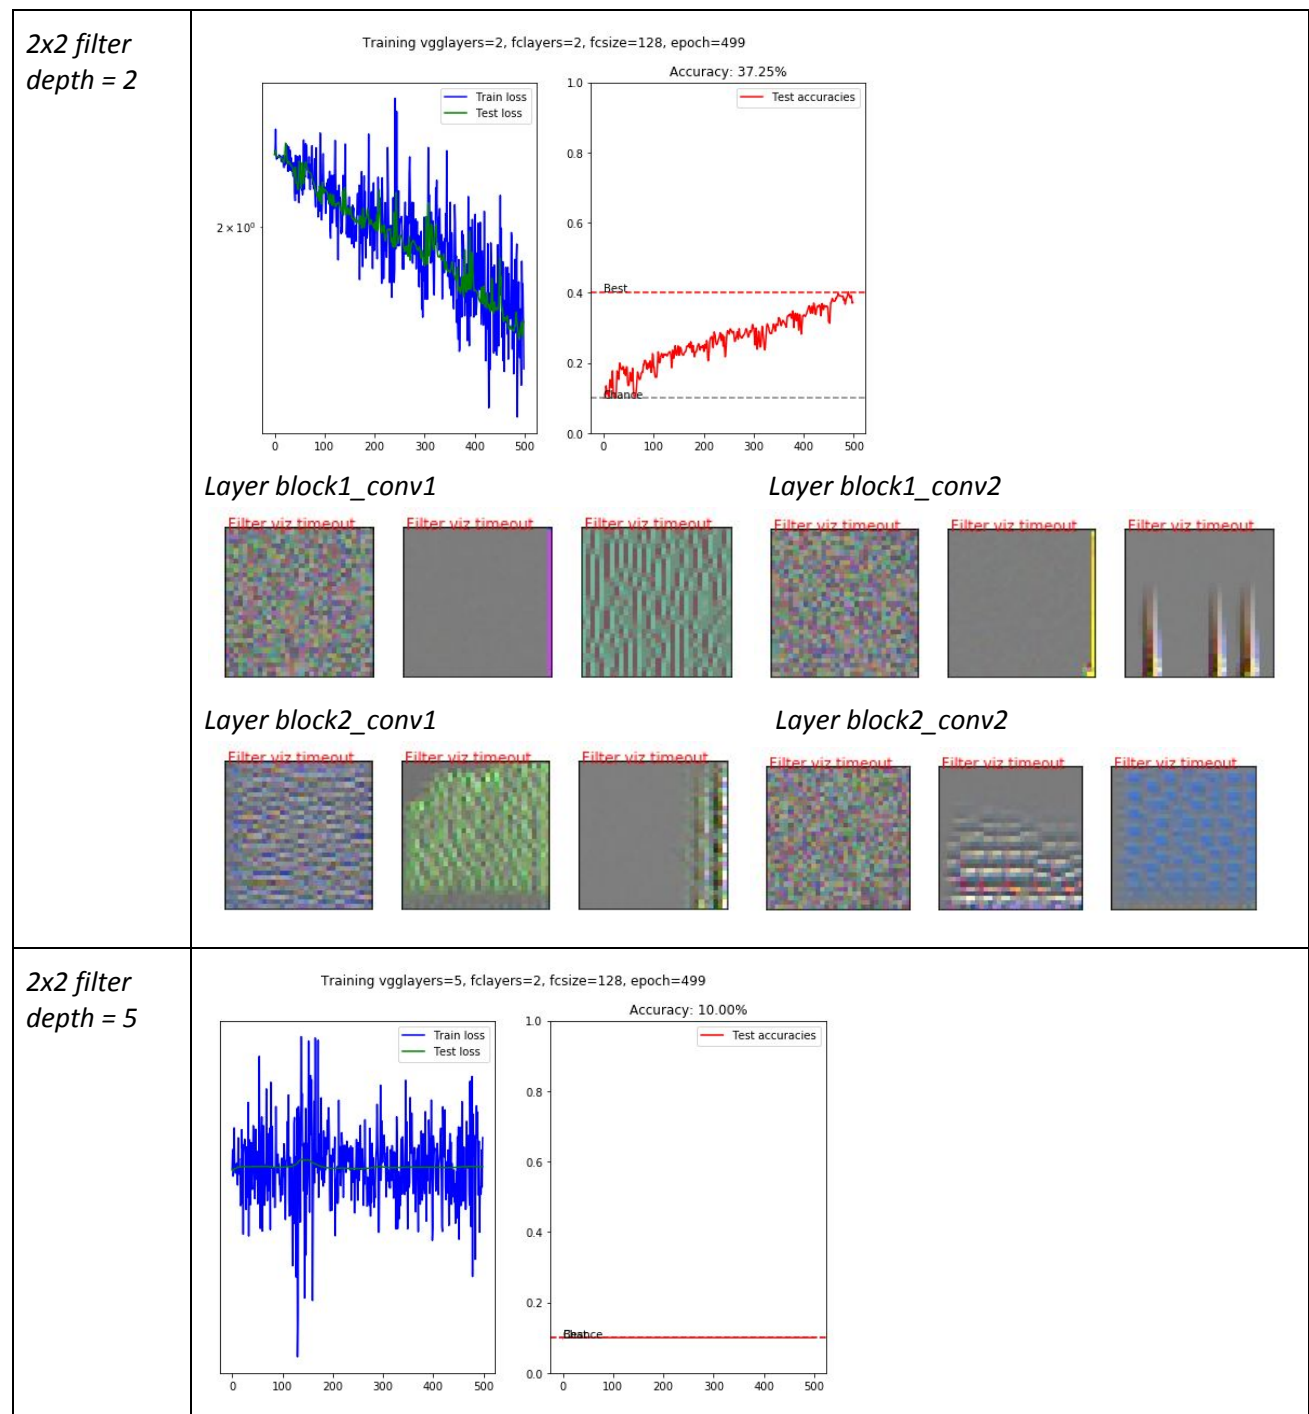 2x2 filter
depth = 2
Training vgglayers=2, fclayers=2, fcsize=128, epoch=499
Train loss
Test loss
2 × 10⁰
0 100 200 300 400 500
Accuracy: 37.25%
Test accuracies
1.0
0.8
0.6
0.4
0.2
0.0
Best
Chance
0 100 200 300 400 500
Layer block1_conv1
Layer block1_conv2
Filter viz timeout
Filter viz timeout
Filter viz timeout
Filter viz timeout
Filter viz timeout
Filter viz timeout
Layer block2_conv1
Layer block2_conv2
Filter viz timeout
Filter viz timeout
Filter viz timeout
Filter viz timeout
Filter viz timeout
Filter viz timeout
2x2 filter
depth = 5
Training vgglayers=5, fclayers=2, fcsize=128, epoch=499
Train loss
Test loss
0 100 200 300 400 500
Accuracy: 10.00%
Test accuracies
1.0
0.8
0.6
0.4
0.2
0.0
0 100 200 300 400 500